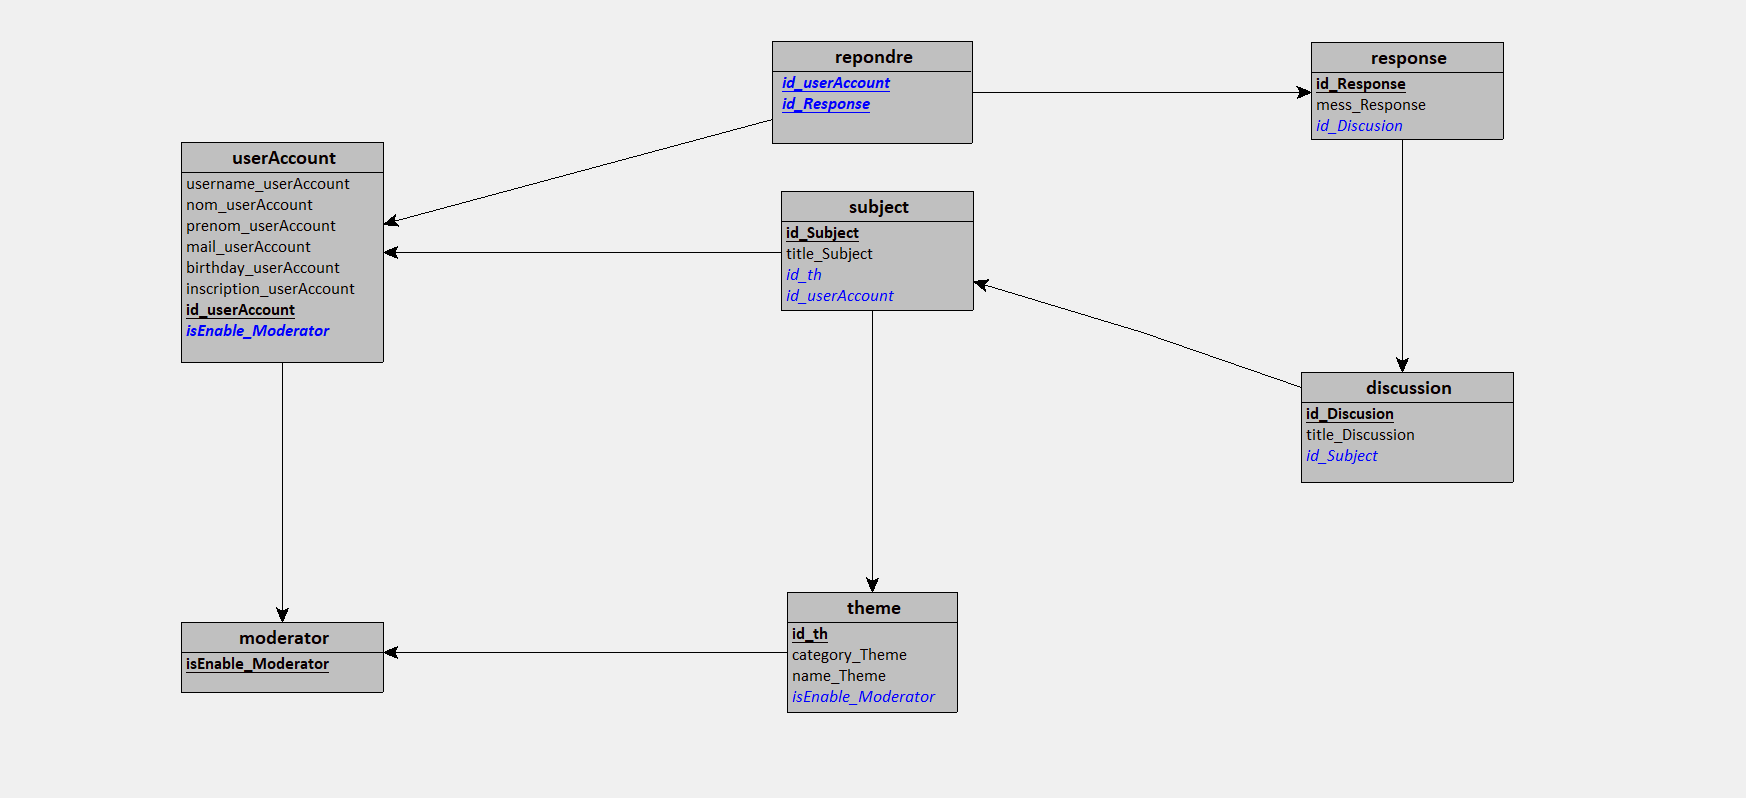 repondre
id_userAccount
id_Response
response
id_Response
mess_Response
id_Discusion
userAccount
username_userAccount
nom_userAccount
prenom_userAccount
mail_userAccount
birthday_userAccount
inscription_userAccount
id_userAccount
isEnable_Moderator
subject
id_Subject
title_Subject
id_th
id_userAccount
discussion
id_Discusion
title_Discussion
id_Subject
moderator
isEnable_Moderator
theme
id_th
category_Theme
name_Theme
isEnable_Moderator